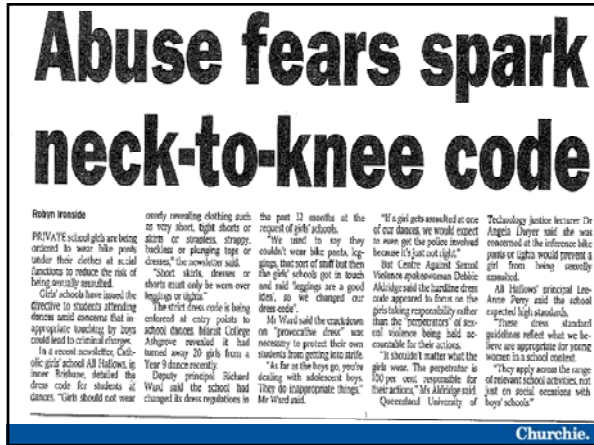 Abuse fears spark
neck-to-knee code
Robyn Ironside
PRIVATE school girls are being
ordered to wear bike pants
under their clothes at social
functions to reduce the risk of
being sexually assaulted.
Girls' schools have issued the
directive to students attending
dances amid concerns that in-
appropriate touching by boys
could lead to criminal charges.
In a recent newsletter, Cath-
olic girls' school All Hallows, in
inner Brisbane, detailed the
dress code for students at
dances. "Girls should not wear
overly revealing clothing such
as very short, tight shorts or
skirts or strapless, strappy,
backless or plunging tops or
dresses," the newsletter said.
"Short skirts, dresses or
shorts must only be worn over
leggings or tights."
The strict dress code is being
enforced at entry points to
school dances. Marist College
Ashgrove revealed it had
turned away 20 girls from a
Year 9 dance recently.
Deputy principal Richard
Ward said the school had
changed its dress regulations in
the past 12 months at the
request of girls' schools.
"We used to say they
couldn't wear bike pants, leg-
gings, that sort of stuff but then
the girls' schools got in touch
and said 'leggings are a good
idea', so we changed our
dress code".
Mr Ward said the crackdown
on "provocative dress" was
necessary to protect their own
students from getting into strife.
"As far as the boys go, you're
dealing with adolescent boys.
They do inappropriate things,"
Mr Ward said.
"If a girl gets assaulted at one
of our dances, we would expect
to even get the police involved
because it's just not right."
But Centre Against Sexual
Violence spokeswoman Debbie
Aldridge said the hardline dress
code appeared to focus on the
girls taking responsibility rather
than the "perpetrators of sex-
ual violence being held ac-
countable for their actions.
"It shouldn't matter what the
girls wear. The perpetrator is
100 per cent responsible for
their actions," Ms Aldridge said.
Queensland University of
Technology justice lecturer Dr
Angela Dwyer said she was
concerned at the inference bike
pants or tights would prevent a
girl from being sexually
assaulted.
All Hallows' principal Lee-
Anne Perry said the school
expected high standards.
"These dress standard
guidelines reflect what we be-
lieve are appropriate for young
women in a school context.
"They apply across the range
of relevant school activities, not
just on social occasions with
boys' schools."
Churchie.